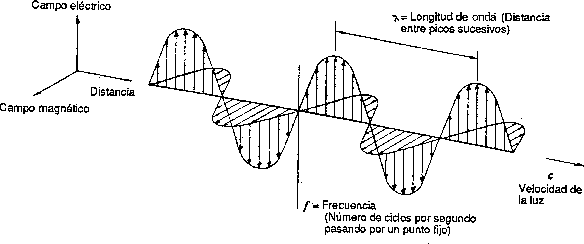 Campo eléctrico
λ = Longitud de onda (Distancia
entre picos sucesivos)
Distancia
Campo magnético
c
Velocidad de
la luz
f = Frecuencia
(Número de ciclos por segundo
pasando por un punto fijo)